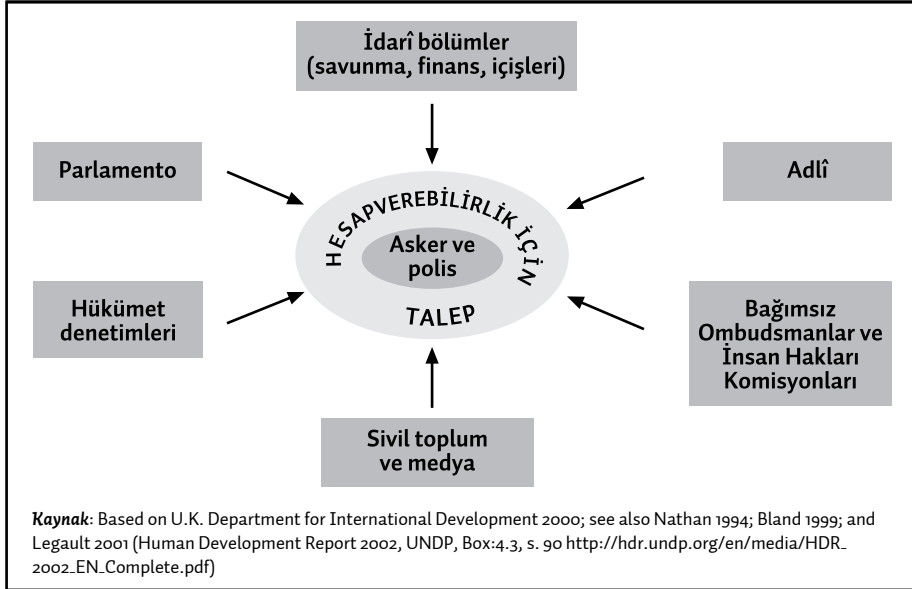 İdarî bölümler
(savunma, finans, içişleri)
Parlamento
Adlî
HESAPVEREBİLİRLİK İÇİN
Asker ve
polis
TALEP
Hükümet
denetimleri
Bağımsız
Ombudsmanlar ve
İnsan Hakları
Komisyonları
Sivil toplum
ve medya
Kaynak: Based on U.K. Department for International Development 2000; see also Nathan 1994; Bland 1999; and
Legault 2001 (Human Development Report 2002, UNDP, Box:4.3, s. 90 http://hdr.undp.org/en/media/HDR_
2002_EN_Complete.pdf)